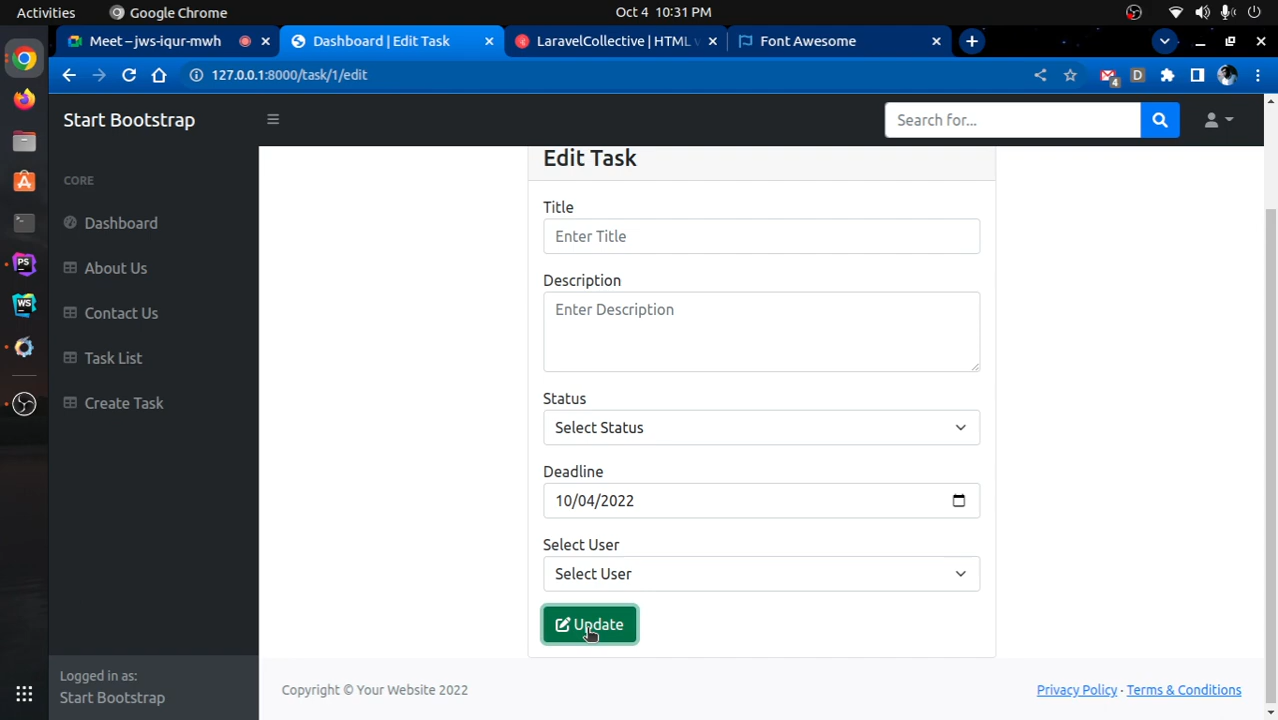 Activities
Google Chrome
Oct 4 10:31 PM
Meet – jws-iqur-mwh
Dashboard | Edit Task
LaravelCollective | HTML
Font Awesome
127.0.0.1:8000/task/1/edit
4
D
Start Bootstrap
Search for...
CORE
Dashboard
About Us
Contact Us
Task List
Create Task
Edit Task
Title
Enter Title
Description
Enter Description
Status
Select Status
Deadline
10/04/2022
Select User
Select User
Update
PS
WS
Logged in as:
Start Bootstrap
Copyright © Your Website 2022
Privacy Policy · Terms & Conditions